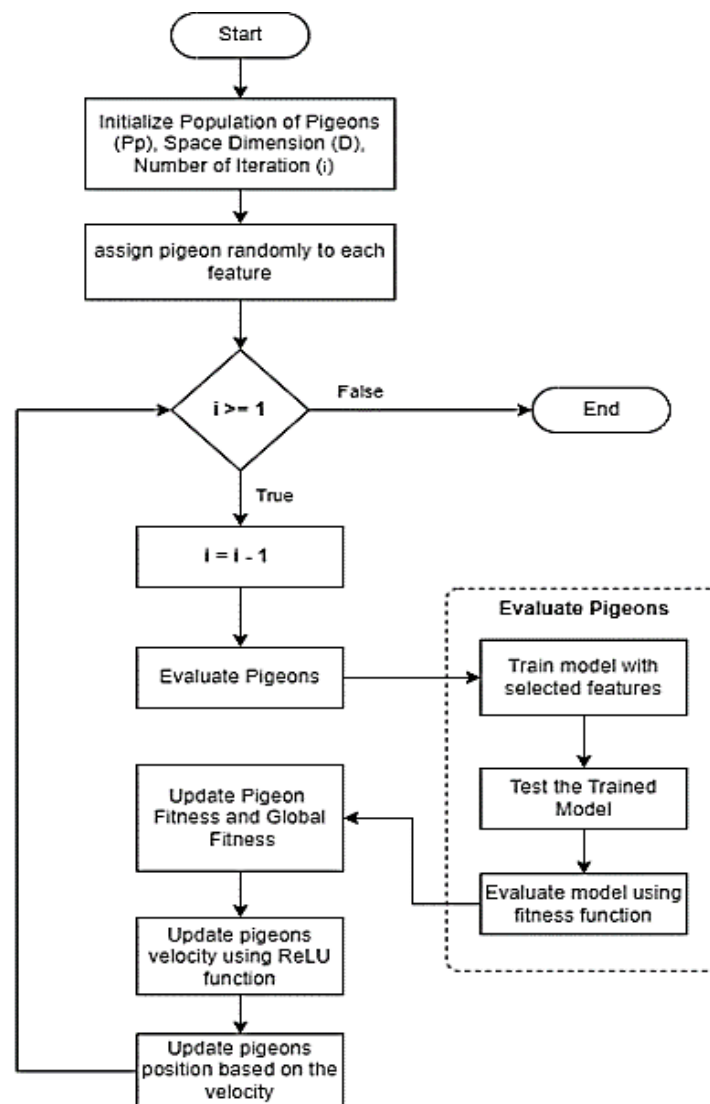 Start
Initialize Population of Pigeons
(Pp), Space Dimension (D),
Number of Iteration (i)
assign pigeon randomly to each
feature
i >= 1
False
End
True
i = i - 1
Evaluate Pigeons
Evaluate Pigeons
Train model with
selected features
Test the Trained
Model
Evaluate model using
fitness function
Update Pigeon
Fitness and Global
Fitness
Update pigeons
velocity using ReLU
function
Update pigeons
position based on the
velocity